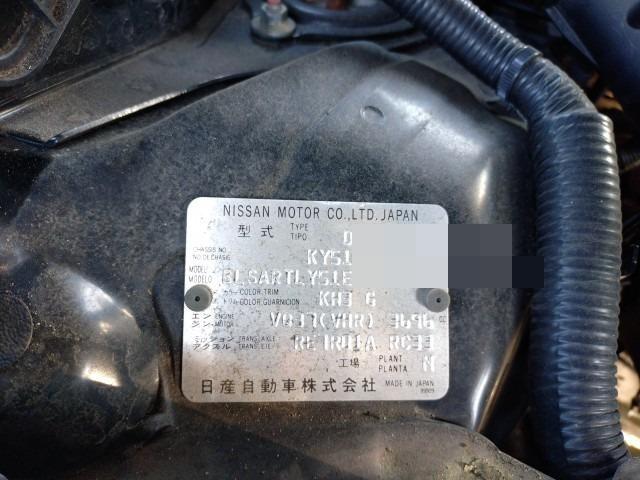 NISSAN MOTOR CO.,LTD.JAPAN
型式 TYPE TIPO D
CHASSIS NO. NO.DE CHASIS KY51
MODEL MODELO BLSARTLY51E
カラー COLOR,TRIM
トリム COLOR,GUARNICION KH3 G
エンジン ENGINE MOTOR VQ37(VHR) 3696 cc
ミッション アクスル TRANS. AXLE TRANS. EJE RE7R01A RC33
工場 PLANT PLANTA N
日産自動車株式会社 MADE IN JAPAN